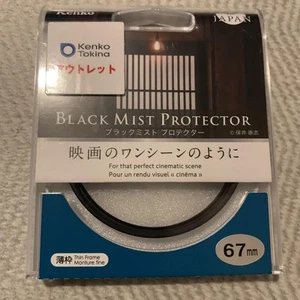 Kenko
JAPAN
Kenko
Tokina
アウトレット
BLACK MIST PROTECTOR
ブラックミスト プロテクター
映画のワンシーンのように
For that perfect cinematic scene
Pour un rendu visuel « cinéma »
薄枠
Thin Frame
Monture fine
67mm